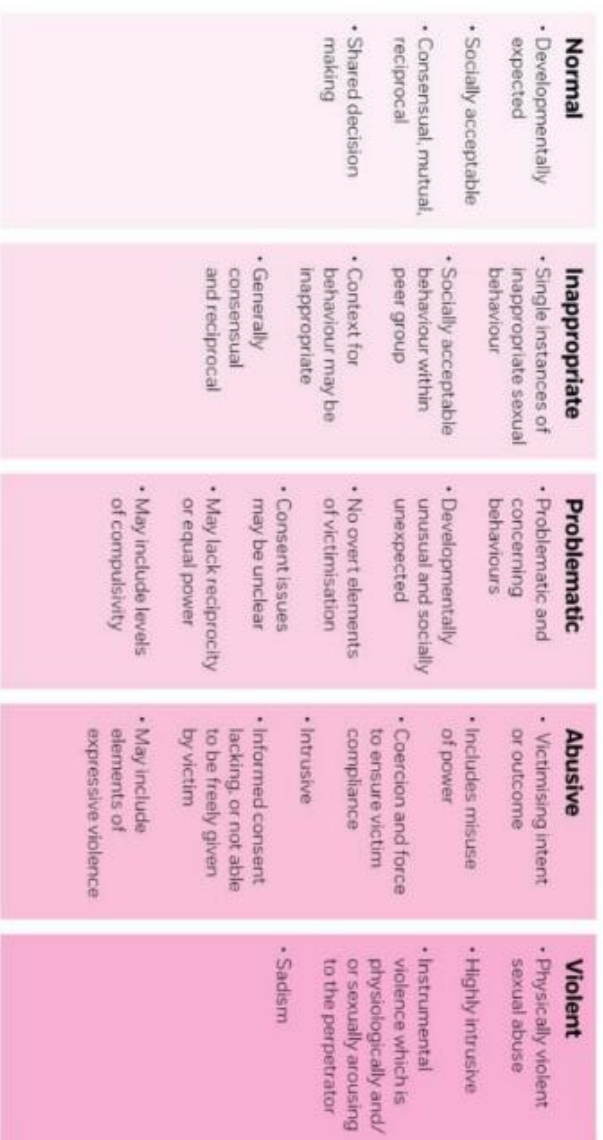 Normal
• Developmentally
expected
• Socially acceptable
• Consensual, mutual,
reciprocal
• Shared decision
making
Inappropriate
• Single instances of
inappropriate sexual
behaviour
• Socially acceptable
behaviour within
peer group
• Context for
behaviour may be
inappropriate
• Generally
consensual
and reciprocal
Problematic
• Problematic and
concerning
behaviours
• Developmentally
unusual and socially
unexpected
• No overt elements
of victimisation
• Consent issues
may be unclear
• May lack reciprocity
or equal power
• May include levels
of compulsivity
Abusive
• Victimising intent
or outcome
• Includes misuse
of power
• Coercion and force
to ensure victim
compliance
• Intrusive
• Informed consent
lacking, or not able
to be freely given
by victim
• May include
elements of
expressive violence
Violent
• Physically violent
sexual abuse
• Highly intrusive
• Instrumental
violence which is
physiologically and/
or sexually arousing
to the perpetrator
• Sadism